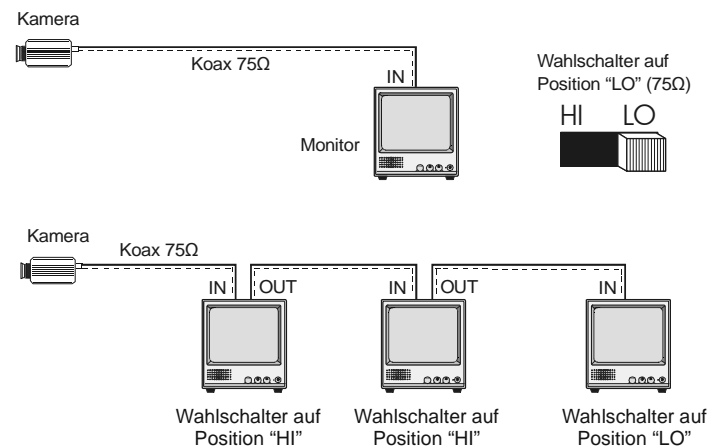 Kamera
Koax 75Ω
IN
Monitor
Wahlschalter auf
Position “LO” (75Ω)
HI LO
Kamera
Koax 75Ω
IN OUT IN OUT IN
Wahlschalter auf
Position “HI”
Wahlschalter auf
Position “HI”
Wahlschalter auf
Position “LO”